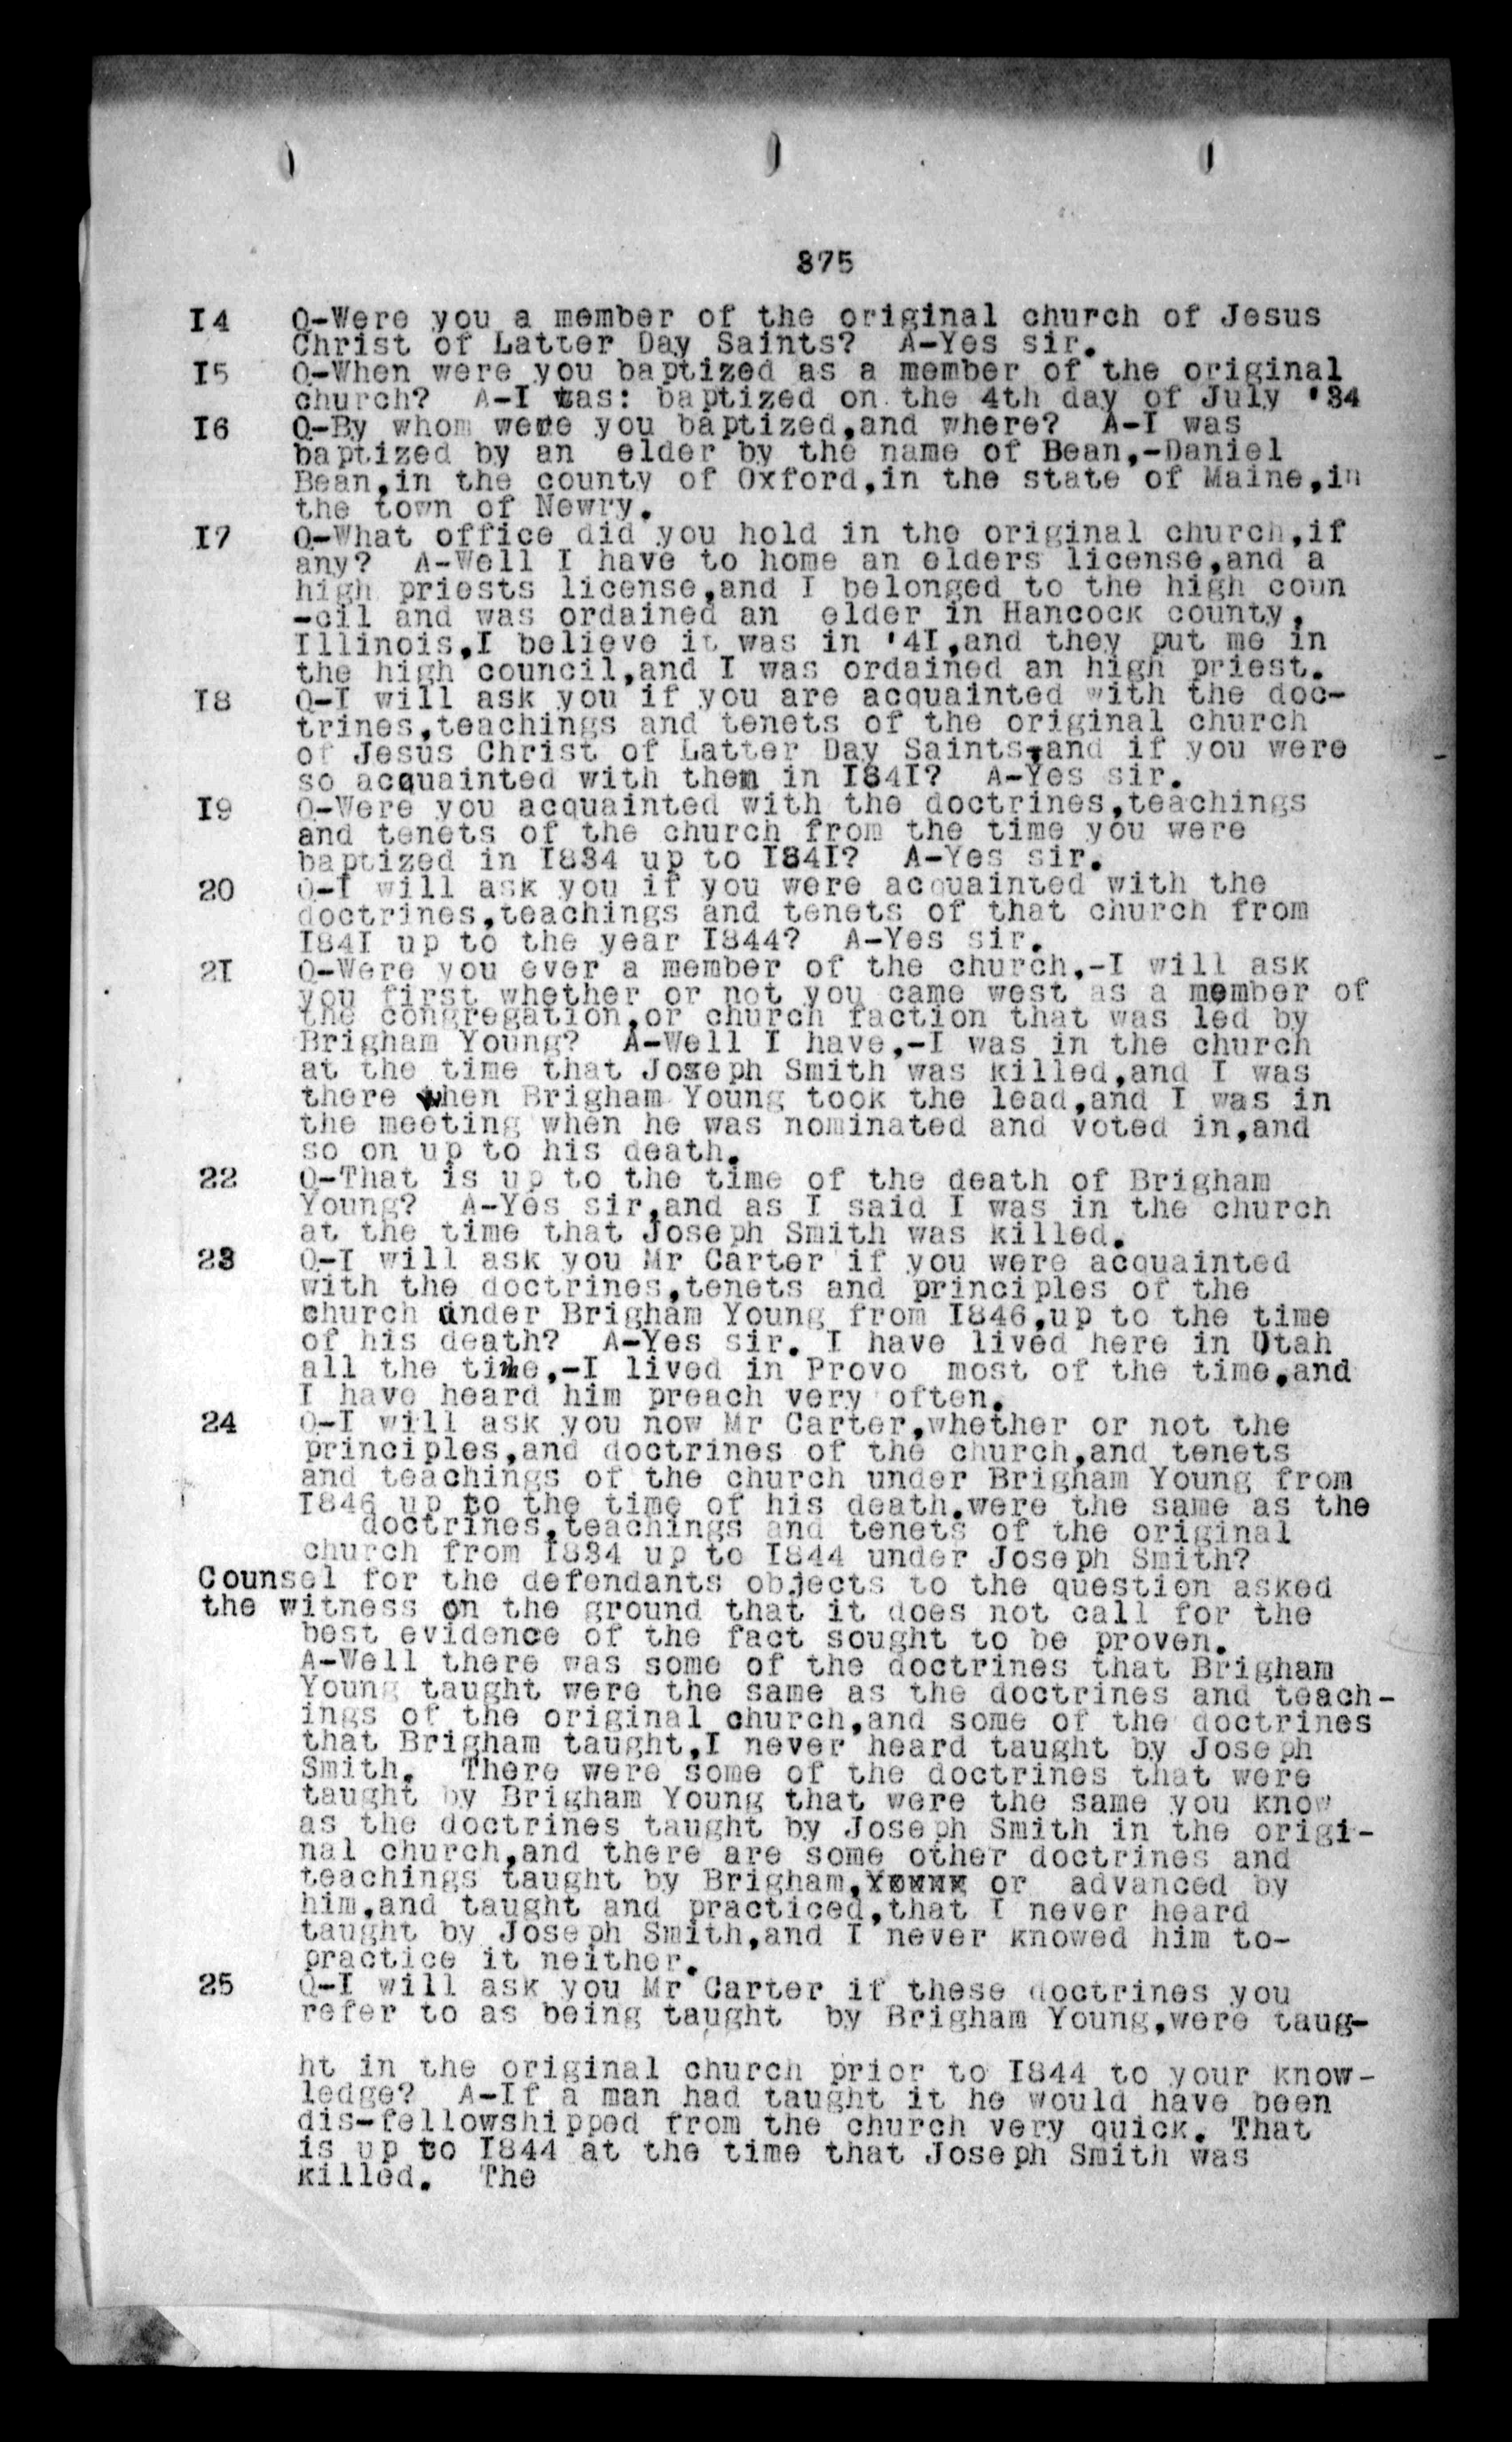 375
I4 Q-Were you a member of the original church of Jesus
Christ of Latter Day Saints? A-Yes sir.
I5 Q-When were you baptized as a member of the original
church? A-I was: baptized on the 4th day of July '34
I6 Q-By whom were you baptized,and where? A-I was
baptized by an elder by the name of Bean,-Daniel
Bean,in the county of Oxford,in the state of Maine,in
the town of Newry.
I7 Q-What office did you hold in the original church,if
any? A-Well I have to home an elders license,and a
high priests license,and I belonged to the high coun
-cil and was ordained an elder in Hancock county,
Illinois,I believe it was in '4I,and they put me in
the high council,and I was ordained an high priest.
I8 Q-I will ask you if you are acquainted with the doc-
trines,teachings and tenets of the original church
of Jesus Christ of Latter Day Saints,and if you were
so acquainted with them in I84I? A-Yes sir.
I9 Q-Were you acquainted with the doctrines,teachings
and tenets of the church from the time you were
baptized in I834 up to I84I? A-Yes sir.
20 Q-I will ask you if you were acquainted with the
doctrines,teachings and tenets of that church from
I84I up to the year I844? A-Yes sir.
2I Q-Were you ever a member of the church,-I will ask
you first whether or not you came west as a member of
the congregation,or church faction that was led by
Brigham Young? A-Well I have,-I was in the church
at the time that Joseph Smith was killed,and I was
there when Brigham Young took the lead,and I was in
the meeting when he was nominated and voted in,and
so on up to his death.
22 Q-That is up to the time of the death of Brigham
Young? A-Yes sir,and as I said I was in the church
at the time that Joseph Smith was killed.
23 Q-I will ask you Mr Carter if you were acquainted
with the doctrines,tenets and principles of the
church under Brigham Young from I846,up to the time
of his death? A-Yes sir. I have lived here in Utah
all the time,-I lived in Provo most of the time,and
I have heard him preach very often.
24 Q-I will ask you now Mr Carter,whether or not the
principles,and doctrines of the church,and tenets
and teachings of the church under Brigham Young from
I846 up to the time of his death.were the same as the
doctrines,teachings and tenets of the original
church from I834 up to I844 under Joseph Smith?
Counsel for the defendants objects to the question asked
the witness on the ground that it does not call for the
best evidence of the fact sought to be proven.
A-Well there was some of the doctrines that Brigham
Young taught were the same as the doctrines and teach-
ings of the original church,and some of the doctrines
that Brigham taught,I never heard taught by Joseph
Smith. There were some of the doctrines that were
taught by Brigham Young that were the same you know
as the doctrines taught by Joseph Smith in the origi-
nal church,and there are some other doctrines and
teachings taught by Brigham, or advanced by
him,and taught and practiced,that I never heard
taught by Joseph Smith,and I never knowed him to-
practice it neither.
25 Q-I will ask you Mr Carter if these doctrines you
refer to as being taught by Brigham Young,were taug-
ht in the original church prior to I844 to your know-
ledge? A-If a man had taught it he would have been
dis-fellowshipped from the church very quick. That
is up to I844 at the time that Joseph Smith was
killed. The